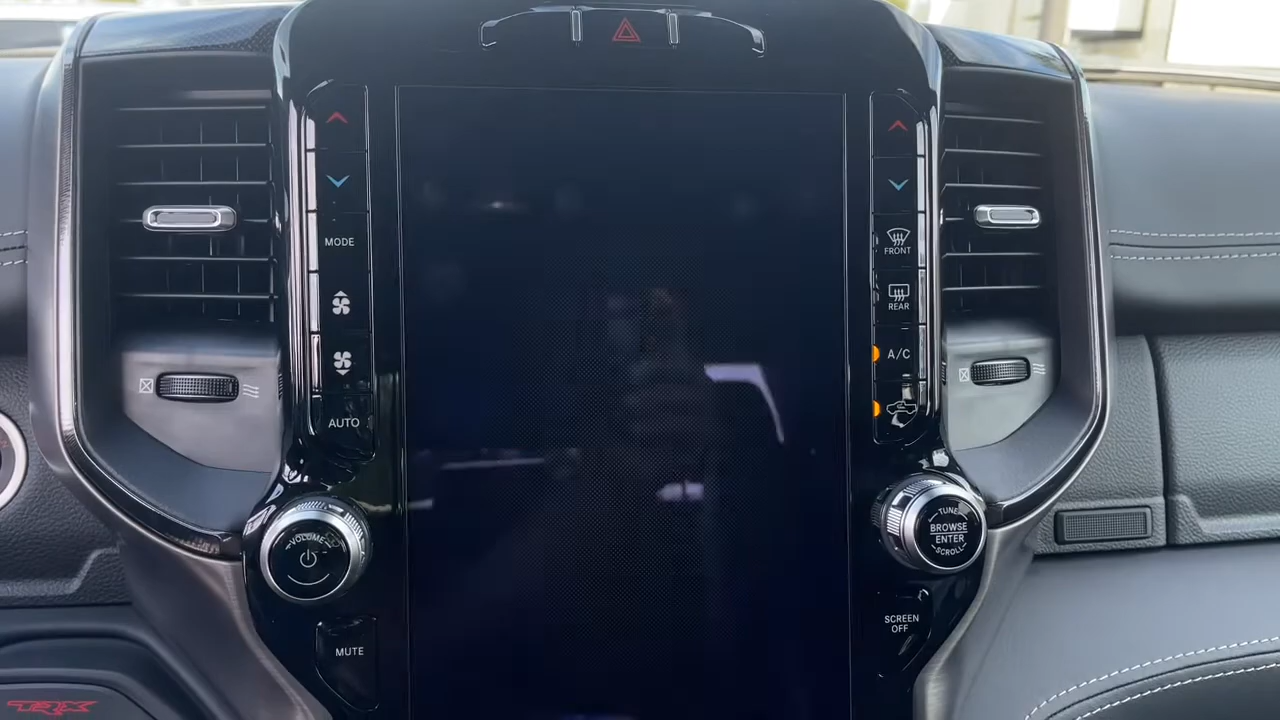 MODE
AUTO
VOLUME
MUTE
FRONT
REAR
A/C
TUNE
BROWSE
ENTER
SCROLL
SCREEN
OFF
TRX